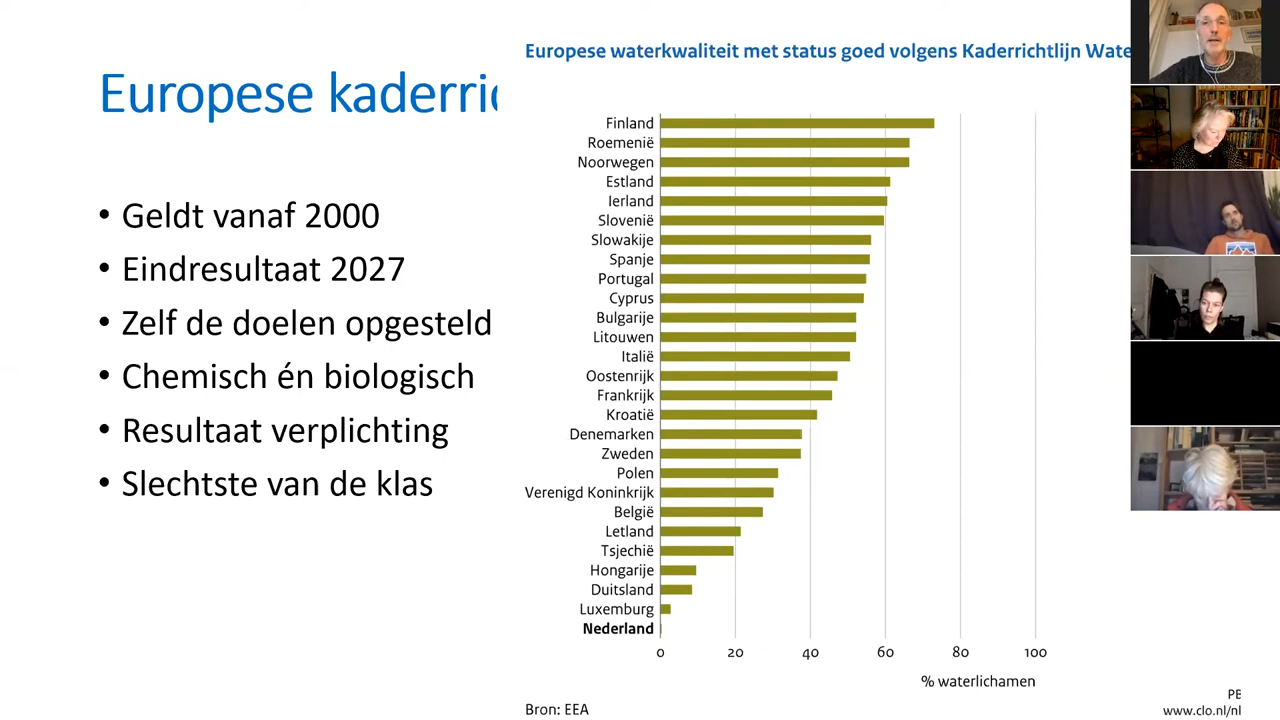 Europese kaderric
• Geldt vanaf 2000
• Eindresultaat 2027
• Zelf de doelen opgesteld
• Chemisch én biologisch
• Resultaat verplichting
• Slechtste van de klas
Europese waterkwaliteit met status goed volgens Kaderrichtlijn Wate
Finland
Roemenië
Noorwegen
Estland
Ierland
Slovenië
Slowakije
Spanje
Portugal
Cyprus
Bulgarije
Litouwen
Italië
Oostenrijk
Frankrijk
Kroatië
Denemarken
Zweden
Polen
Verenigd Koninkrijk
België
Letland
Tsjechië
Hongarije
Duitsland
Luxemburg
Nederland
0 20 40 60 80 100
% waterlichamen
Bron: EEA
PE
www.clo.nl/nl